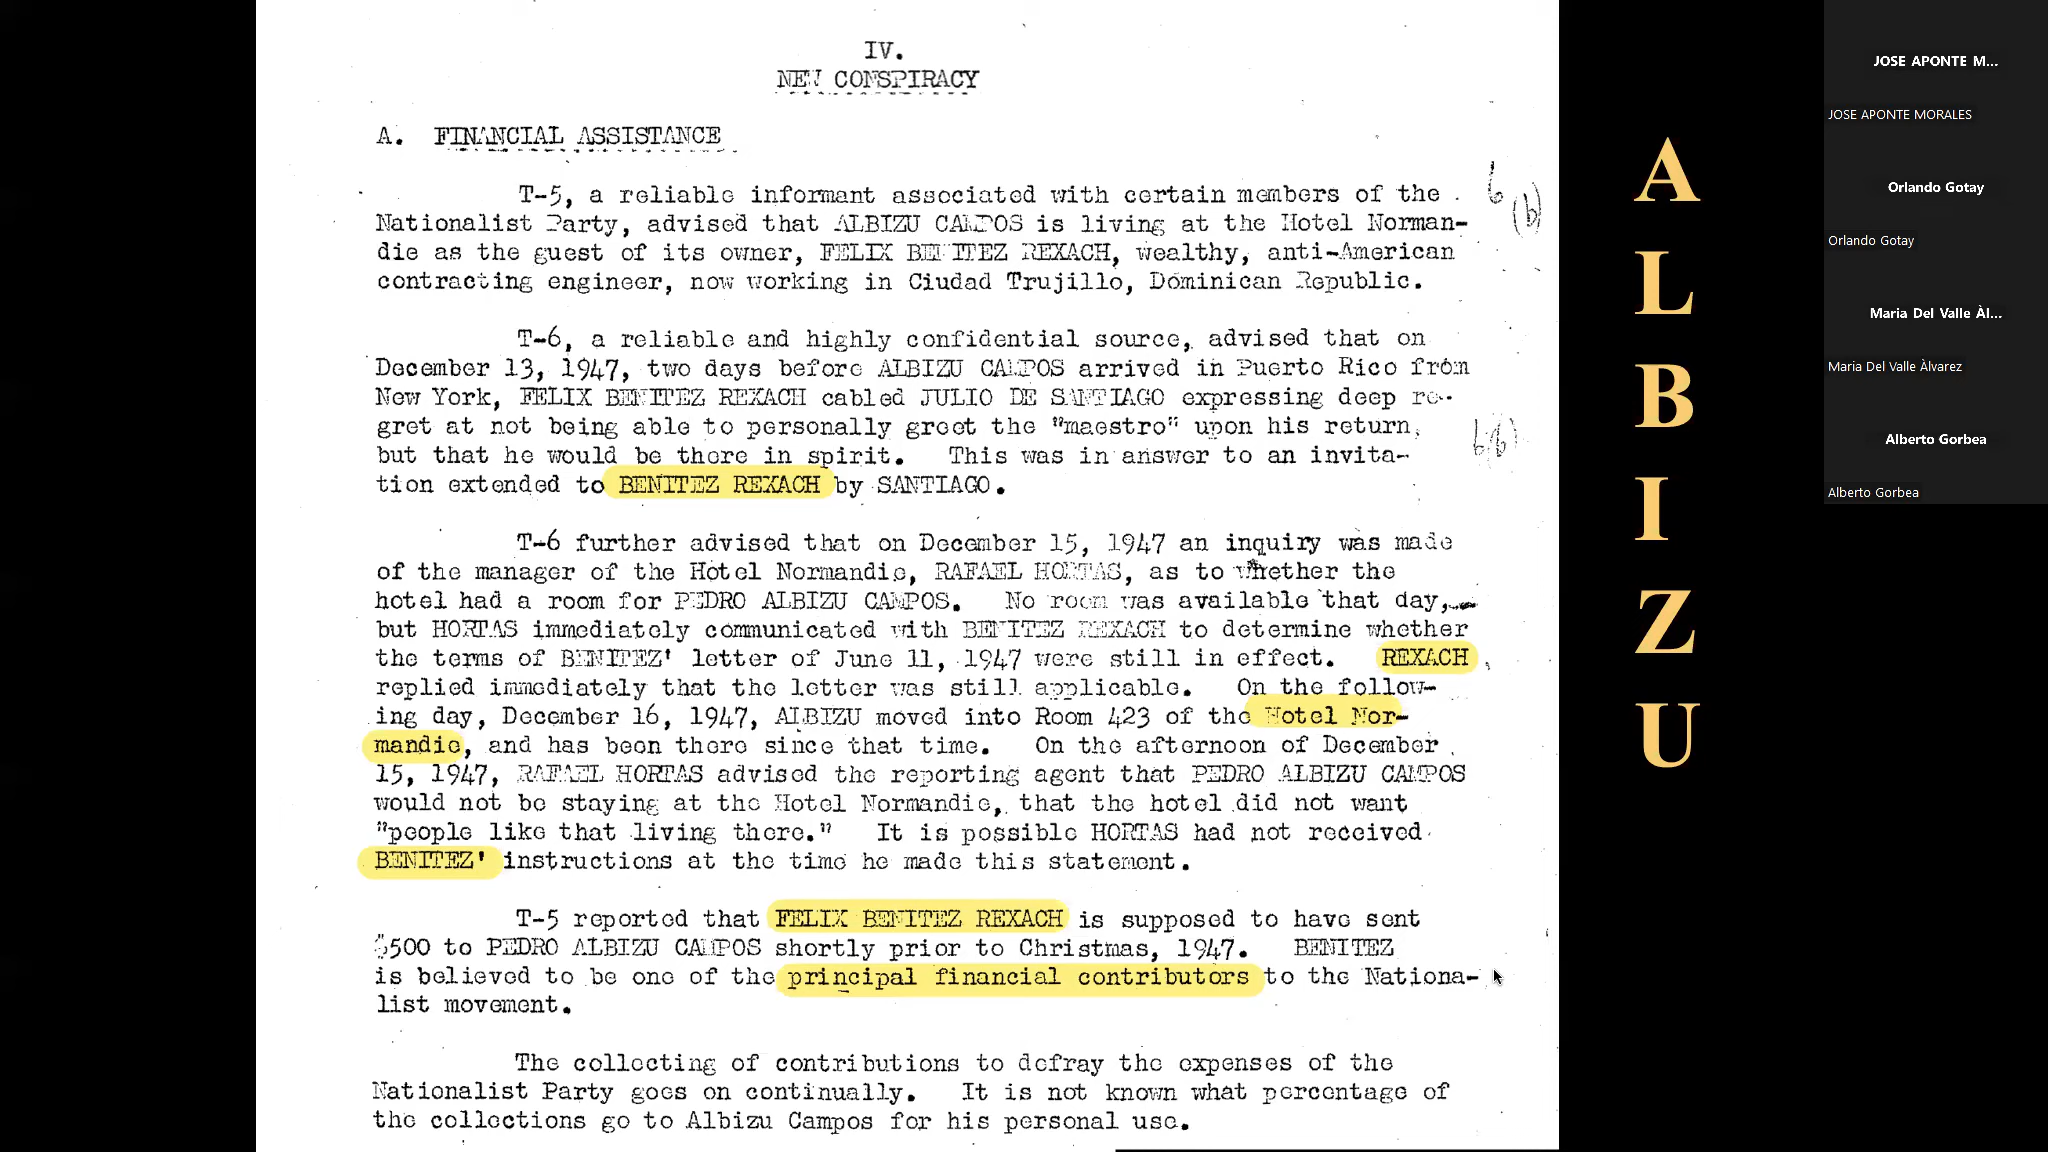 IV.
NEW CONSPIRACY
A. FINANCIAL ASSISTANCE
T-5, a reliable informant associated with certain members of the
Nationalist Party, advised that ALBIZU CAMPOS is living at the Hotel Norman-
die as the guest of its owner, FELIX BENITEZ REXACH, wealthy, anti-American
contracting engineer, now working in Ciudad Trujillo, Dominican Republic.
T-6, a reliable and highly confidential source, advised that on
December 13, 1947, two days before ALBIZU CAMPOS arrived in Puerto Rico from
New York, FELIX BENITEZ REXACH cabled JULIO DE SANTIAGO expressing deep re-
gret at not being able to personally greet the "maestro" upon his return,
but that he would be there in spirit. This was in answer to an invita-
tion extended to BENITEZ REXACH by SANTIAGO.
T-6 further advised that on December 15, 1947 an inquiry was made
of the manager of the Hotel Normandie, RAFAEL HORTAS, as to whether the
hotel had a room for PEDRO ALBIZU CAMPOS. No room was available that day,
but HORTAS immediately communicated with BENITEZ REXACH to determine whether
the terms of BENITEZ' letter of June 11, 1947 were still in effect. REXACH
replied immediately that the letter was still applicable. On the follow-
ing day, December 16, 1947, ALBIZU moved into Room 423 of the Hotel Nor-
mandie, and has been there since that time. On the afternoon of December
15, 1947, RAFAEL HORTAS advised the reporting agent that PEDRO ALBIZU CAMPOS
would not be staying at the Hotel Normandie, that the hotel did not want
"people like that living there." It is possible HORTAS had not received
BENITEZ' instructions at the time he made this statement.
T-5 reported that FELIX BENITEZ REXACH is supposed to have sent
$500 to PEDRO ALBIZU CAMPOS shortly prior to Christmas, 1947. BENITEZ
is believed to be one of the principal financial contributors to the Nationa-
list movement.
The collecting of contributions to defray the expenses of the
Nationalist Party goes on continually. It is not known what percentage of
the collections go to Albizu Campos for his personal use.
b (b)
b(b)
ALBIZU
JOSE APONTE M...
JOSE APONTE MORALES
Orlando Gotay
Orlando Gotay
Maria Del Valle Àl...
Maria Del Valle Àlvarez
Alberto Gorbea
Alberto Gorbea